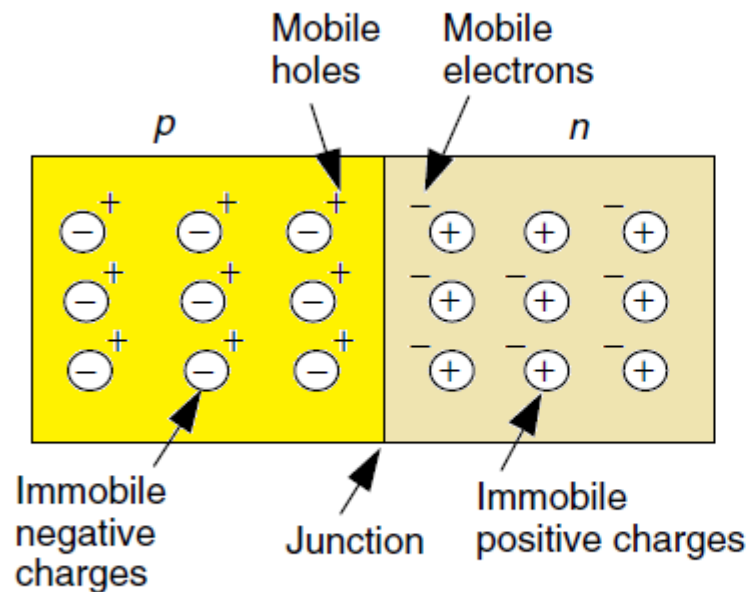 Mobile
holes
Mobile
electrons
p
n
+ + + − −
− − − + + +
+ + + − − −
− − − + + +
+ + + − − −
− − − + + +
Immobile
negative
charges
Junction
Immobile
positive charges